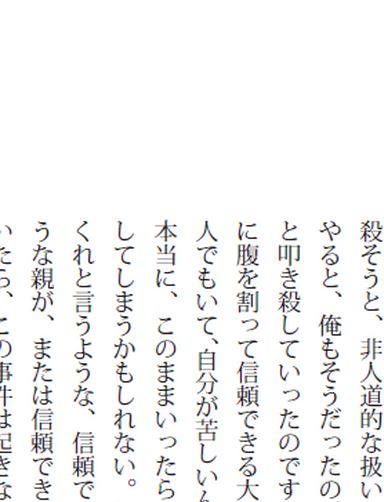 殺そうと、非人道的な扱い
やると、俺もそうだったの
と叩き殺していったのです
に腹を割って信頼できる大
人でもいて、自分が苦しい
本当に、このままいったら
してしまうかもしれない。
くれと言うような、信頼で
うな親が、または信頼でき
いたら、この事件は起きな